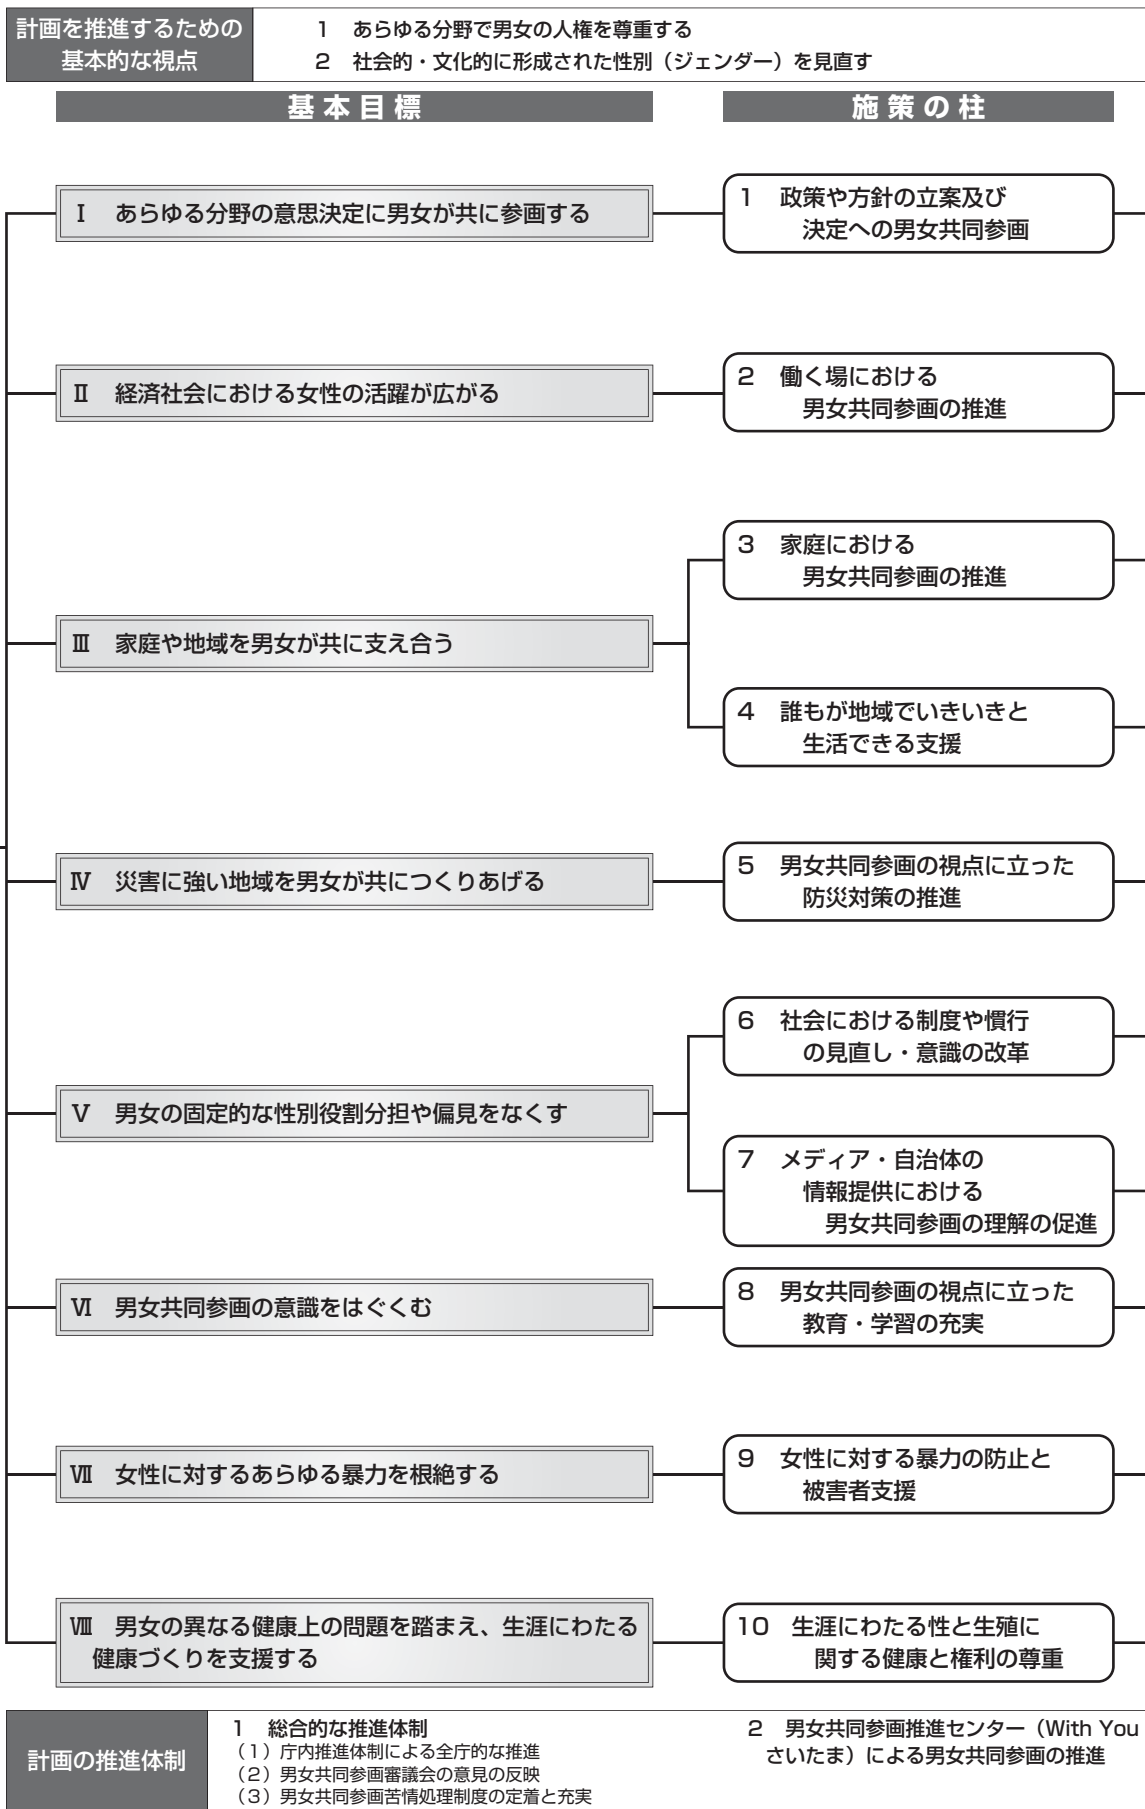 計画を推進するための
基本的な視点
1 あらゆる分野で男女の人権を尊重する
2 社会的・文化的に形成された性別（ジェンダー）を見直す
基本目標
施策の柱
Ⅰ あらゆる分野の意思決定に男女が共に参画する
1 政策や方針の立案及び
決定への男女共同参画
Ⅱ 経済社会における女性の活躍が広がる
2 働く場における
男女共同参画の推進
Ⅲ 家庭や地域を男女が共に支え合う
3 家庭における
男女共同参画の推進
4 誰もが地域でいきいきと
生活できる支援
Ⅳ 災害に強い地域を男女が共につくりあげる
5 男女共同参画の視点に立った
防災対策の推進
Ⅴ 男女の固定的な性別役割分担や偏見をなくす
6 社会における制度や慣行
の見直し・意識の改革
7 メディア・自治体の
情報提供における
男女共同参画の理解の促進
Ⅵ 男女共同参画の意識をはぐくむ
8 男女共同参画の視点に立った
教育・学習の充実
Ⅶ 女性に対するあらゆる暴力を根絶する
9 女性に対する暴力の防止と
被害者支援
Ⅷ 男女の異なる健康上の問題を踏まえ、生涯にわたる
健康づくりを支援する
10 生涯にわたる性と生殖に
関する健康と権利の尊重
計画の推進体制
1 総合的な推進体制
（1）庁内推進体制による全庁的な推進
（2）男女共同参画審議会の意見の反映
（3）男女共同参画苦情処理制度の定着と充実
2 男女共同参画推進センター（With You
さいたま）による男女共同参画の推進